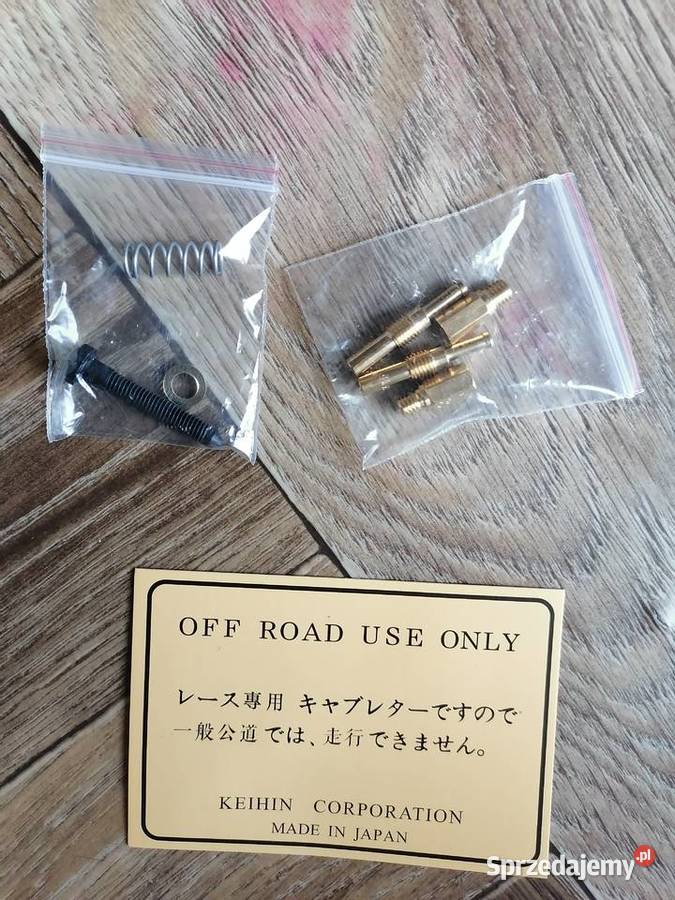 OFF ROAD USE ONLY
レース専用 キャブレターですので
一般公道では、走行できません。
KEIHIN CORPORATION
MADE IN JAPAN
Sprzedajemy.pl